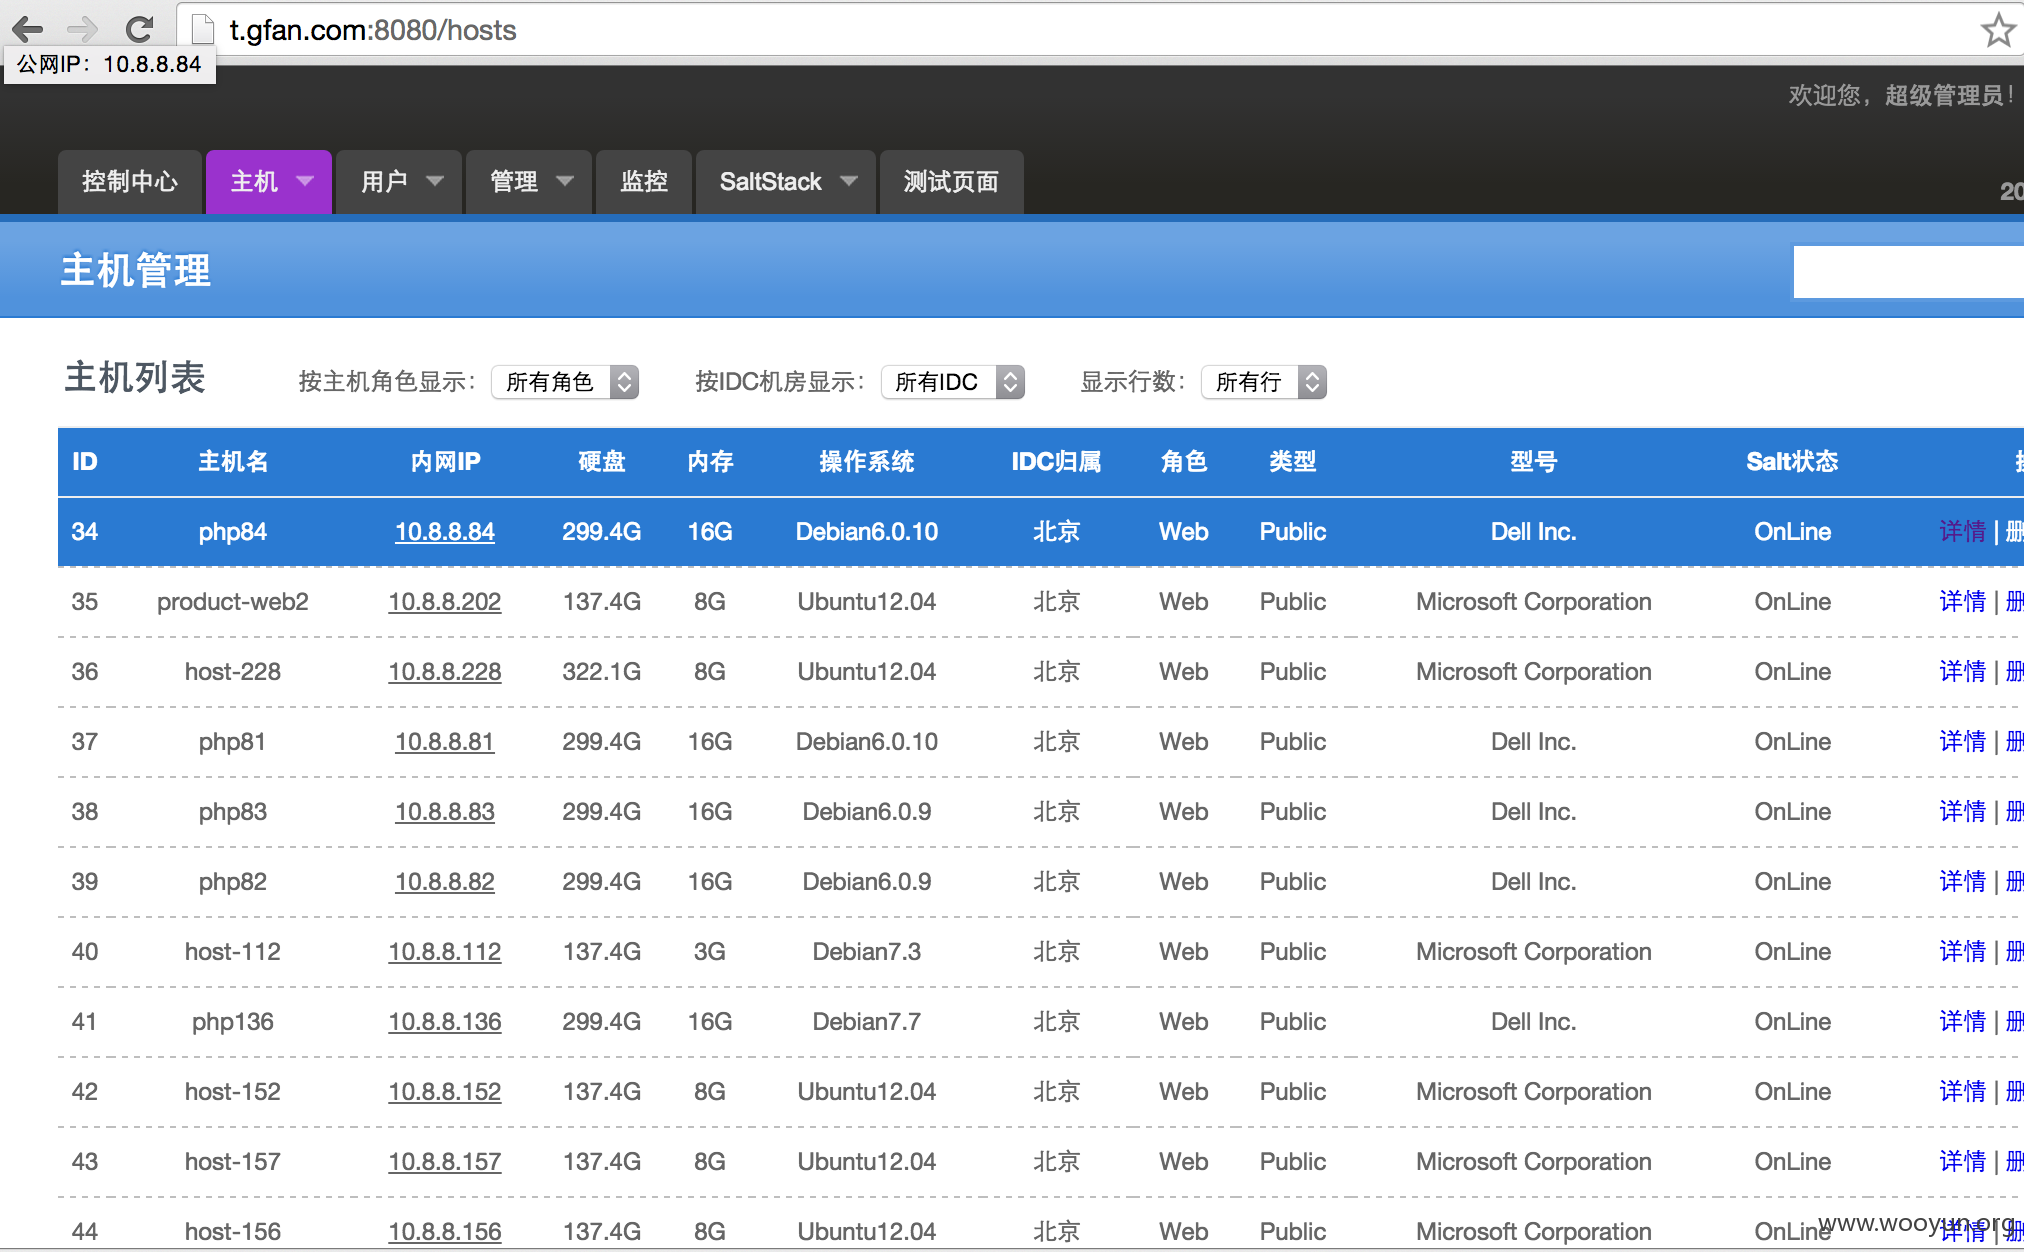 t.gfan.com:8080/hosts
公网IP：10.8.8.84
欢迎您，超级管理员！
控制中心 主机 用户 管理 监控 SaltStack 测试页面
20
主机管理
主机列表 按主机角色显示： 所有角色 按IDC机房显示： 所有IDC 显示行数： 所有行
ID 主机名 内网IP 硬盘 内存 操作系统 IDC归属 角色 类型 型号 Salt状态
34 php84 10.8.8.84 299.4G 16G Debian6.0.10 北京 Web Public Dell Inc. OnLine 详情 | 删
35 product-web2 10.8.8.202 137.4G 8G Ubuntu12.04 北京 Web Public Microsoft Corporation OnLine 详情 | 删
36 host-228 10.8.8.228 322.1G 8G Ubuntu12.04 北京 Web Public Microsoft Corporation OnLine 详情 | 删
37 php81 10.8.8.81 299.4G 16G Debian6.0.10 北京 Web Public Dell Inc. OnLine 详情 | 删
38 php83 10.8.8.83 299.4G 16G Debian6.0.9 北京 Web Public Dell Inc. OnLine 详情 | 删
39 php82 10.8.8.82 299.4G 16G Debian6.0.9 北京 Web Public Dell Inc. OnLine 详情 | 删
40 host-112 10.8.8.112 137.4G 3G Debian7.3 北京 Web Public Microsoft Corporation OnLine 详情 | 删
41 php136 10.8.8.136 299.4G 16G Debian7.7 北京 Web Public Dell Inc. OnLine 详情 | 删
42 host-152 10.8.8.152 137.4G 8G Ubuntu12.04 北京 Web Public Microsoft Corporation OnLine 详情 | 删
43 host-157 10.8.8.157 137.4G 8G Ubuntu12.04 北京 Web Public Microsoft Corporation OnLine 详情 | 删
44 host-156 10.8.8.156 137.4G 8G Ubuntu12.04 北京 Web Public Microsoft Corporation OnLine 详情 | 删
www.wooyun.org